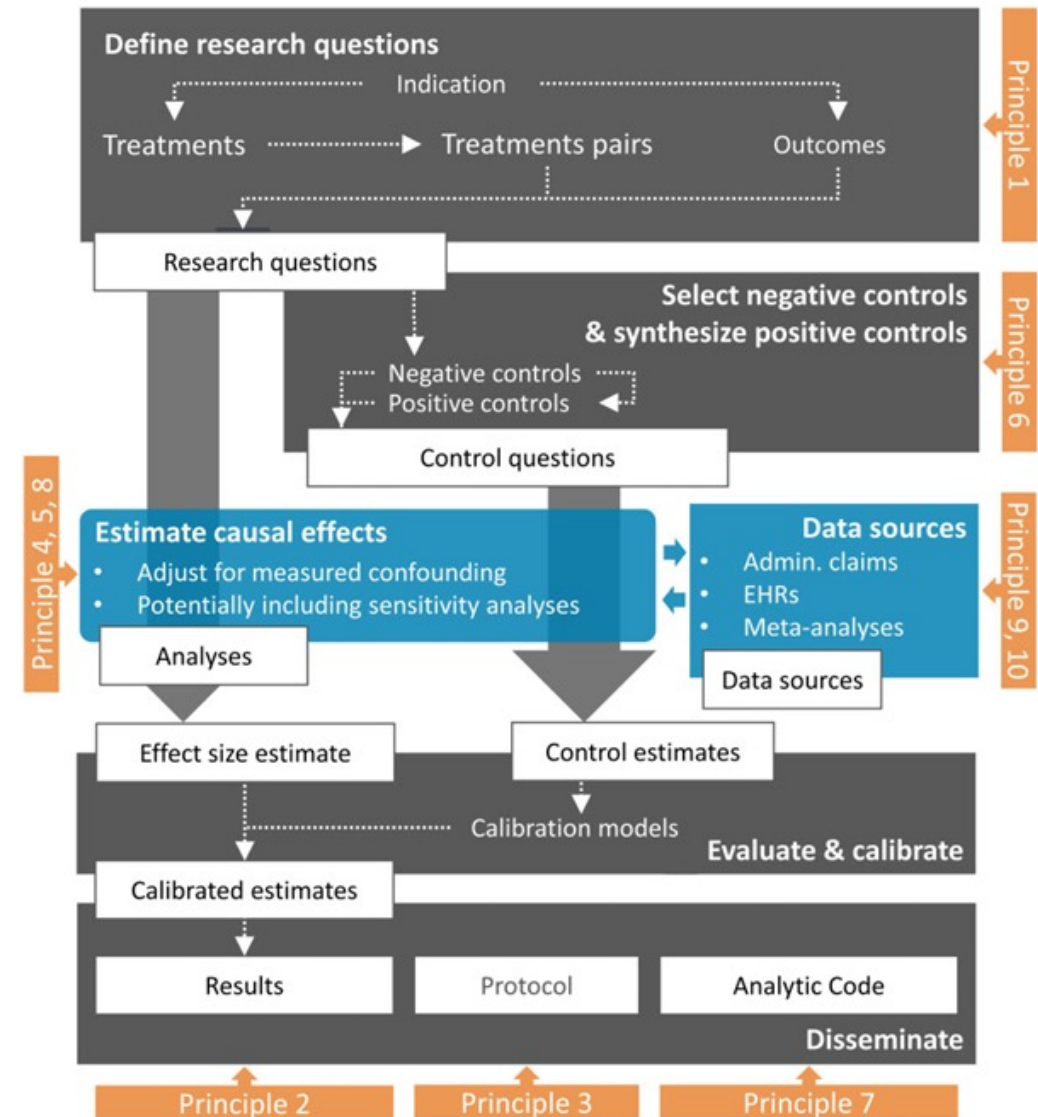 Define research questions
Indication
Treatments
Treatments pairs
Outcomes
Principle 1
Research questions
Select negative controls
& synthesize positive controls
Negative controls
Positive controls
Principle 6
Control questions
Principle 4, 5, 8
Estimate causal effects
• Adjust for measured confounding
• Potentially including sensitivity analyses
Analyses
Data sources
• Admin. claims
• EHRs
• Meta-analyses
Data sources
Principle 9, 10
Effect size estimate
Control estimates
Calibration models
Evaluate & calibrate
Calibrated estimates
Results
Protocol
Analytic Code
Disseminate
Principle 2
Principle 3
Principle 7